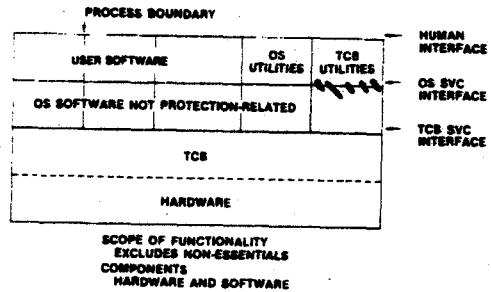 PROCESS BOUNDARY
HUMAN
INTERFACE
USER SOFTWARE
OS
UTILITIES
TCB
UTILITIES
OS SVC
INTERFACE
OS SOFTWARE NOT PROTECTION-RELATED
TCB SVC
INTERFACE
TCB
HARDWARE
SCOPE OF FUNCTIONALITY
EXCLUDES NON-ESSENTIALS
COMPONENTS
HARDWARE AND SOFTWARE